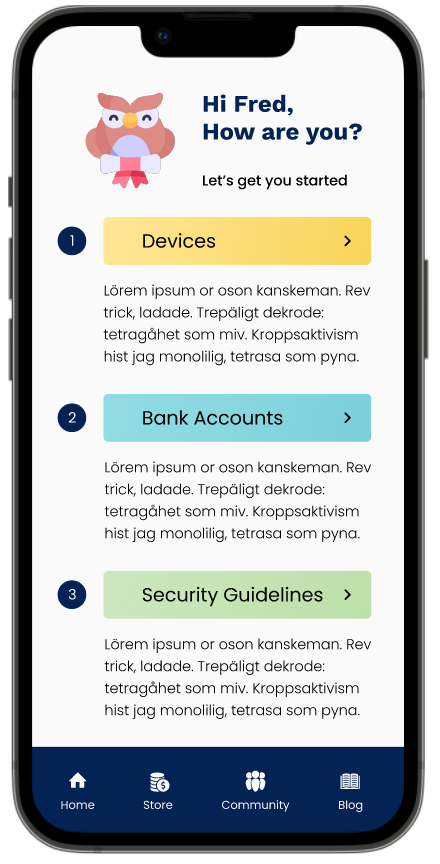 Hi Fred,
How are you?
Let's get you started
1
Devices
Lörem ipsum or oson kanskeman. Rev
trick, ladade. Trepäligt dekrode:
tetragåhet som miv. Kroppsaktivism
hist jag monolilig, tetrasa som pyna.
2
Bank Accounts
Lörem ipsum or oson kanskeman. Rev
trick, ladade. Trepäligt dekrode:
tetragåhet som miv. Kroppsaktivism
hist jag monolilig, tetrasa som pyna.
3
Security Guidelines
Lörem ipsum or oson kanskeman. Rev
trick, ladade. Trepäligt dekrode:
tetragåhet som miv. Kroppsaktivism
hist jag monolilig, tetrasa som pyna.
$
Home Store Community Blog